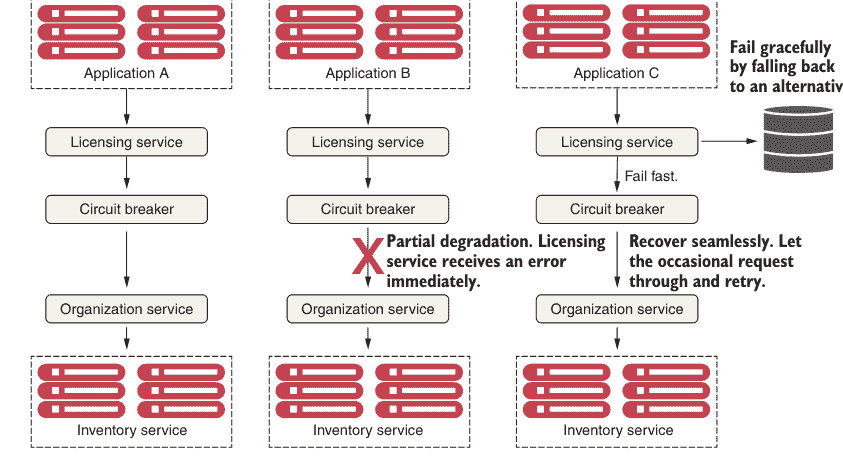 Application A
Application B
Application C
Fail gracefully
by falling back
to an
Licensing service
Licensing service
Licensing service
Fail fast.
Circuit breaker
Circuit breaker
Circuit breaker
Partial degradation. Licensing
service receives an error
immediately.
Recover seamlessly. Let
the occasional request
through and retry.
Organization service
Organization service
Organization service
Inventory service
Inventory service
Inventory service